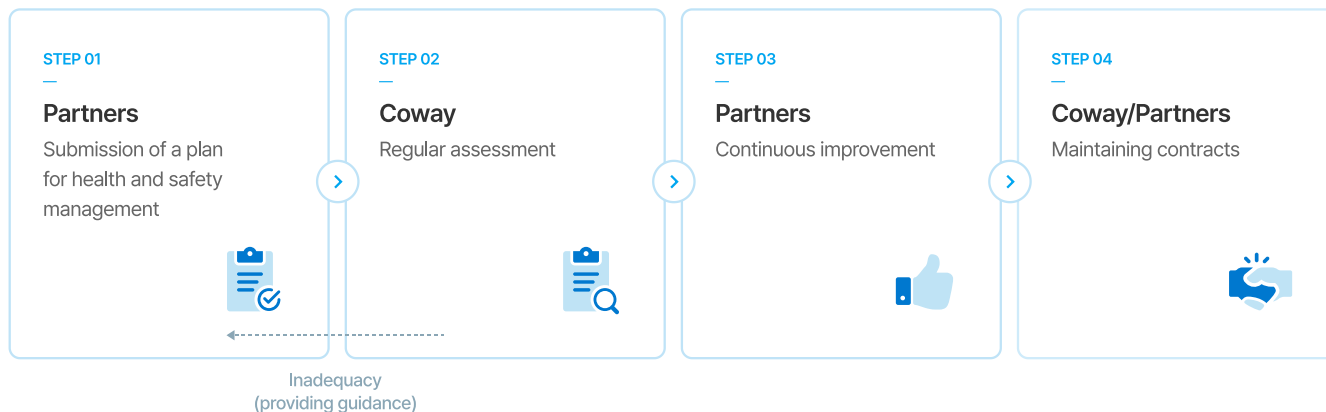 STEP 01
Partners
Submission of a plan
for health and safety
management
STEP 02
Coway
Regular assessment
STEP 03
Partners
Continuous improvement
STEP 04
Coway/Partners
Maintaining contracts
Inadequacy
(providing guidance)